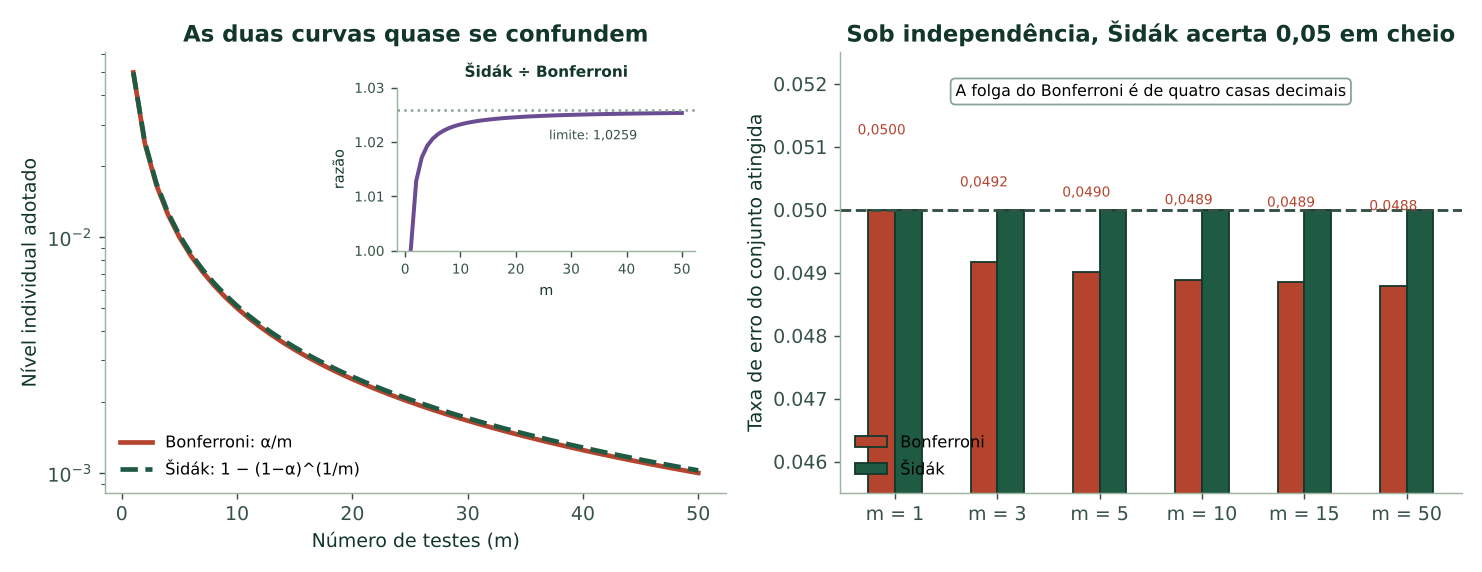 As duas curvas quase se confundem
Nível individual adotado
10⁻²
10⁻³
0
10
20
30
40
50
Número de testes (m)
Bonferroni: α/m
Šidák: 1 − (1−α)^(1/m)
Šidák ÷ Bonferroni
razão
1.03
1.02
1.01
1.00
limite: 1,0259
0
10
20
30
40
50
m
Sob independência, Šidák acerta 0,05 em cheio
Taxa de erro do conjunto atingida
0.052
0.051
0.050
0.049
0.048
0.047
0.046
A folga do Bonferroni é de quatro casas decimais
0,0500
0,0492
0,0490
0,0489
0,0489
0,0488
Bonferroni
Šidák
m = 1
m = 3
m = 5
m = 10
m = 15
m = 50